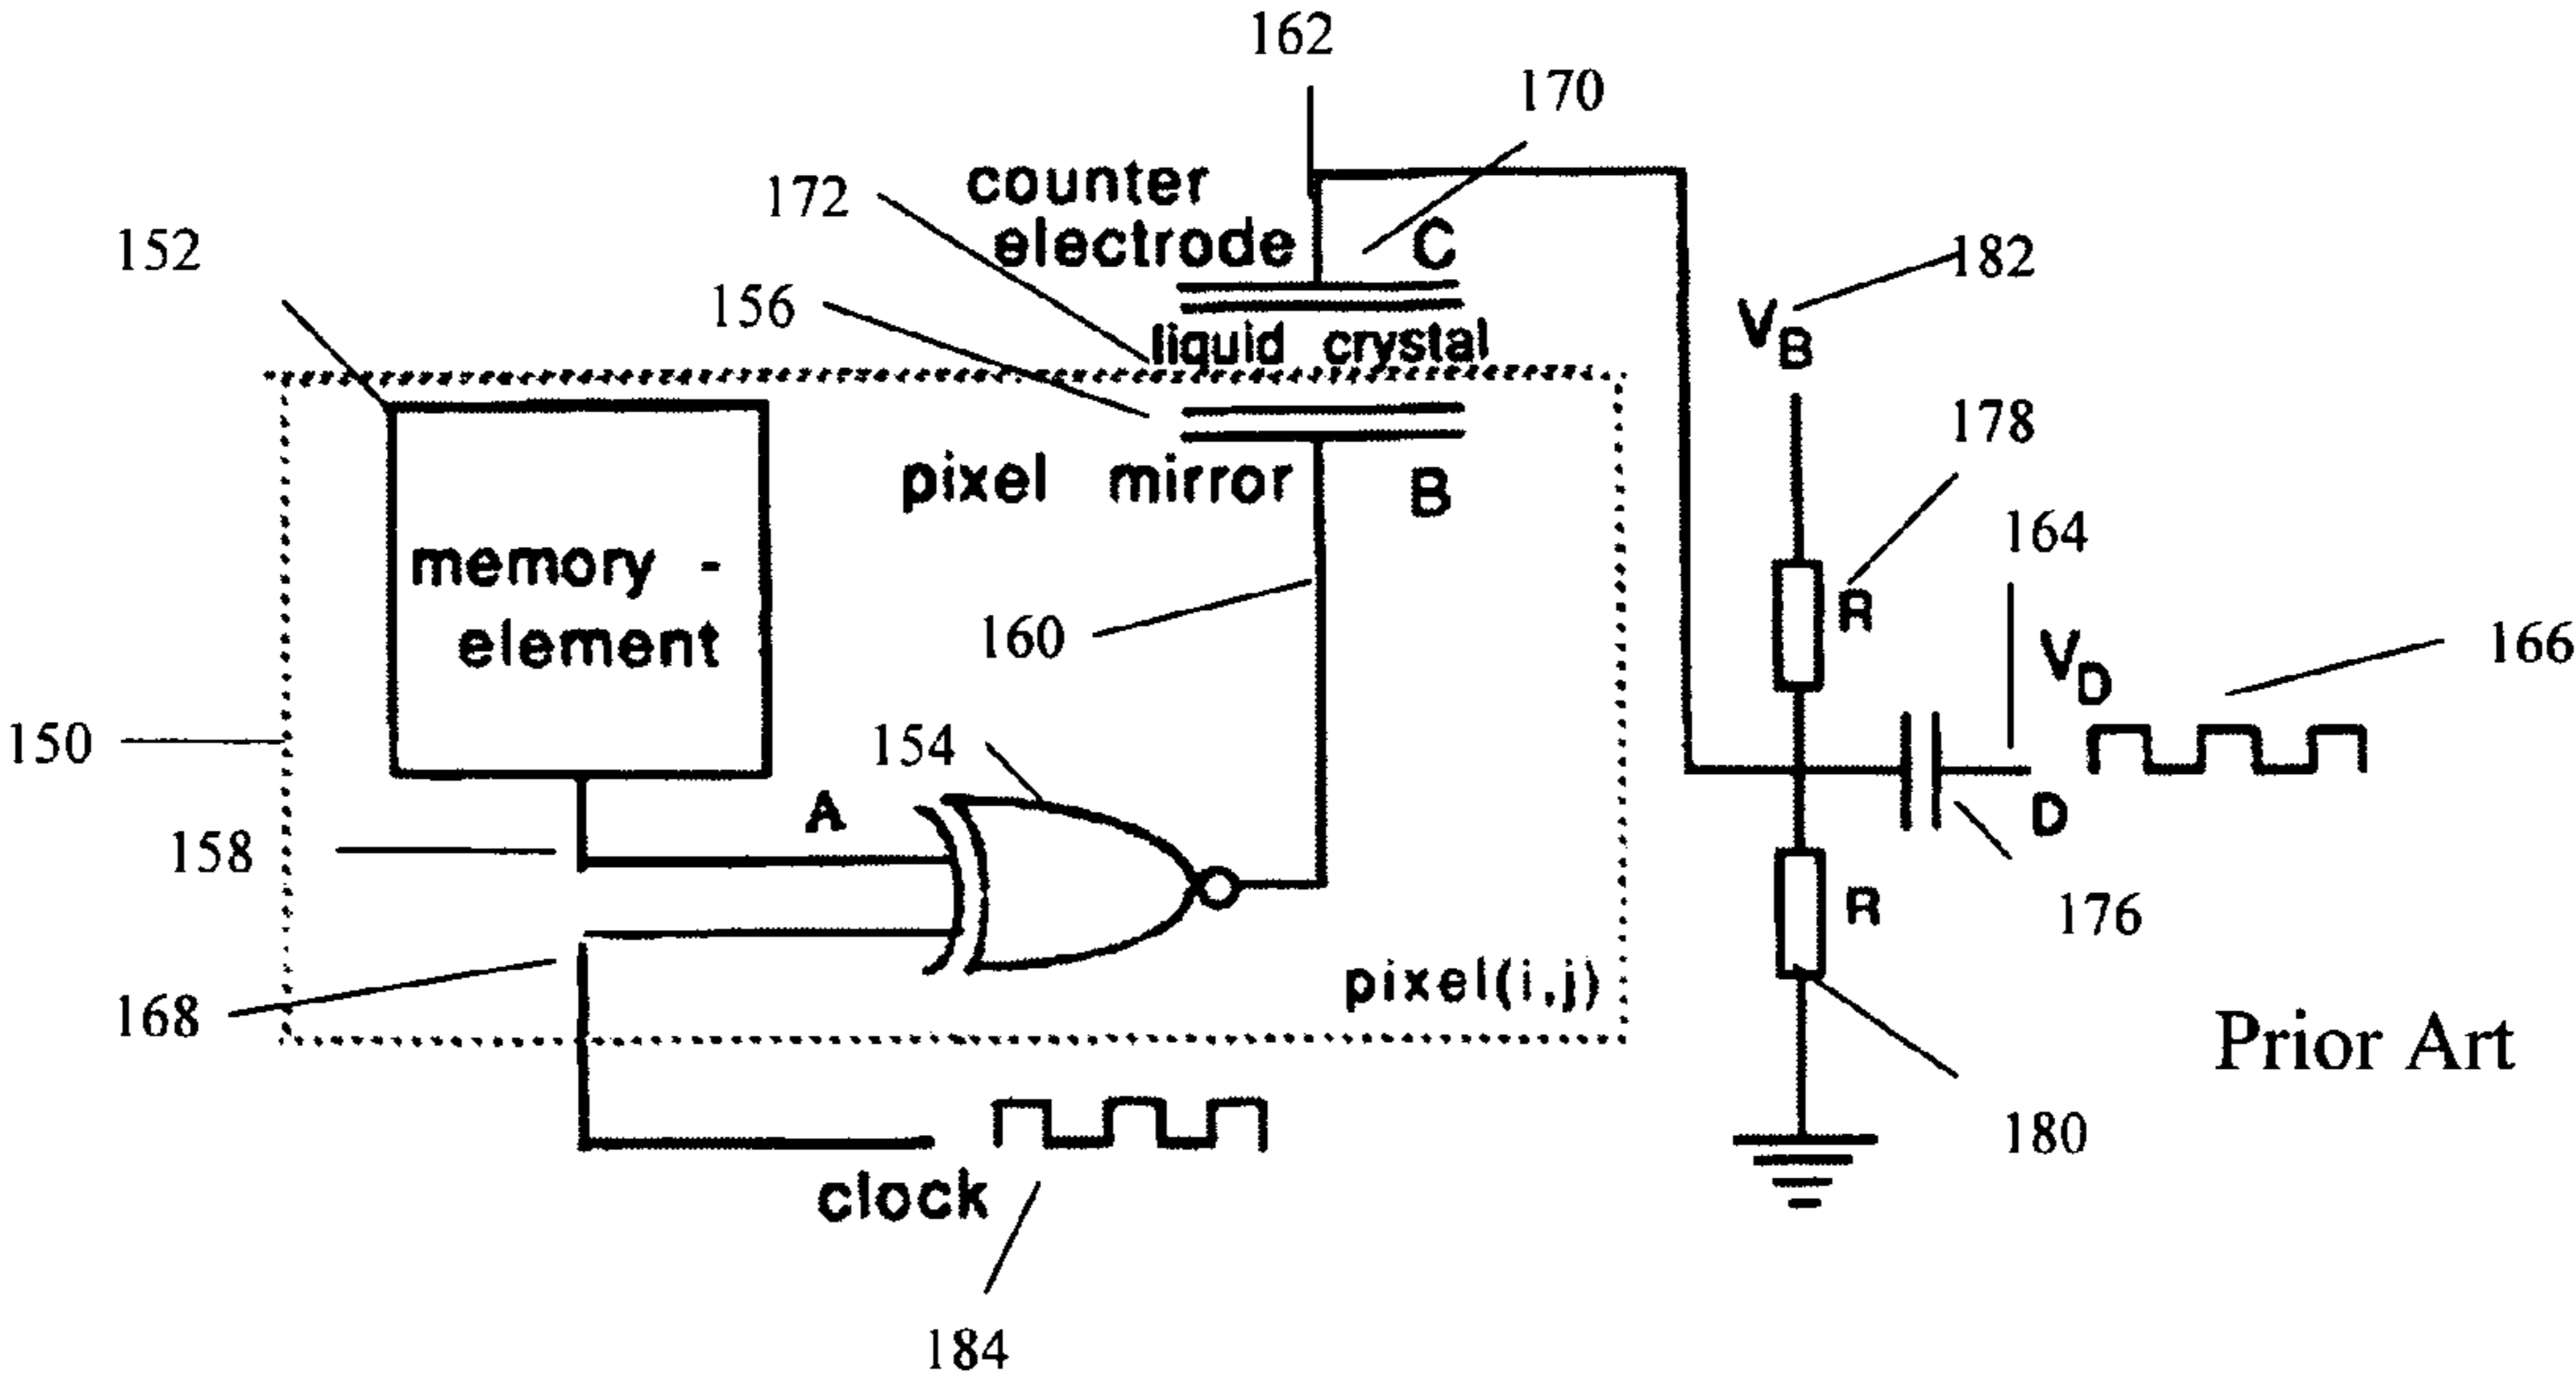 162
170
172
counter
electrode
C
152
182
156
V_B
liquid crystal
178
pixel mirror
B
164
memory -
element
R
160
V_D
166
150
154
A
D
158
R
176
pixel(i,j)
168
Prior Art
180
clock
184